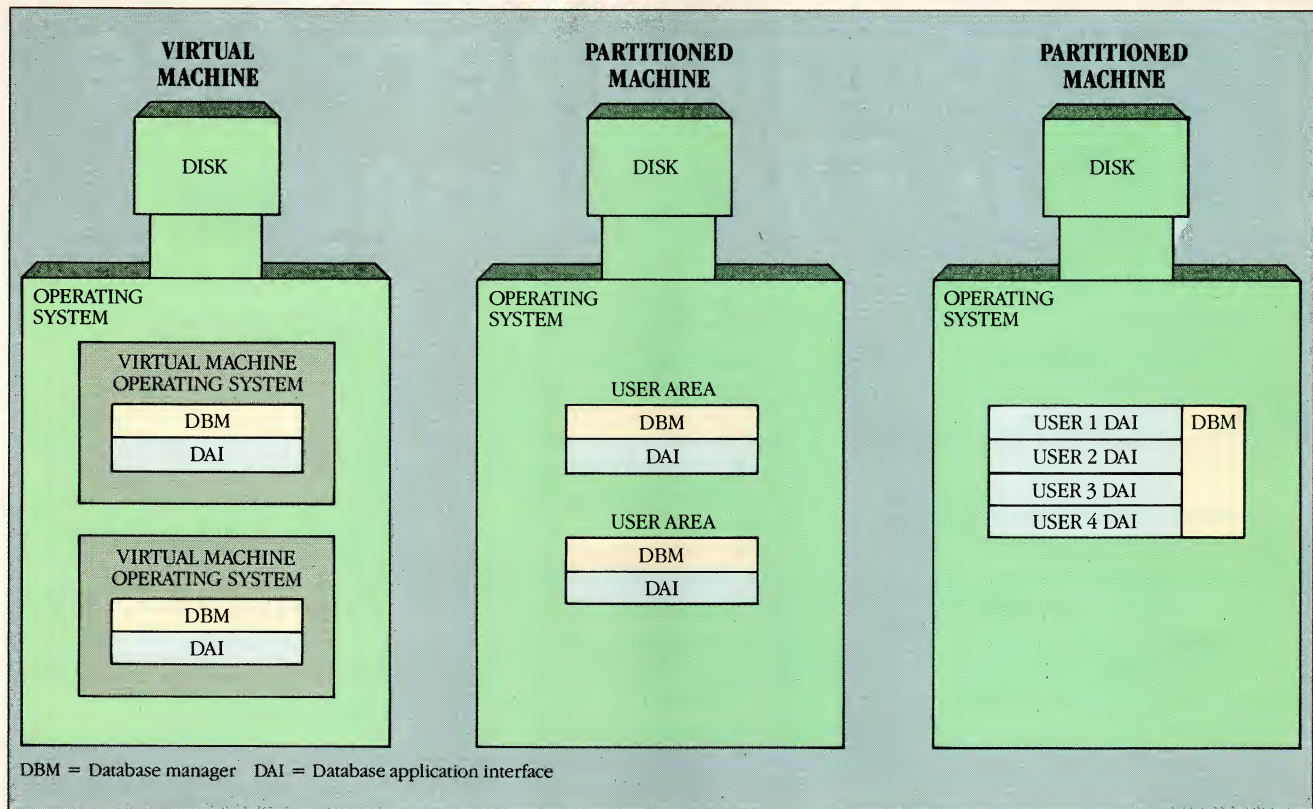 VIRTUAL
MACHINE
DISK
OPERATING
SYSTEM
VIRTUAL MACHINE
OPERATING SYSTEM
DBM
DAI
VIRTUAL MACHINE
OPERATING SYSTEM
DBM
DAI
PARTITIONED
MACHINE
DISK
OPERATING
SYSTEM
USER AREA
DBM
DAI
USER AREA
DBM
DAI
PARTITIONED
MACHINE
DISK
OPERATING
SYSTEM
USER 1 DAI
DBM
USER 2 DAI
USER 3 DAI
USER 4 DAI
DBM = Database manager DAI = Database application interface